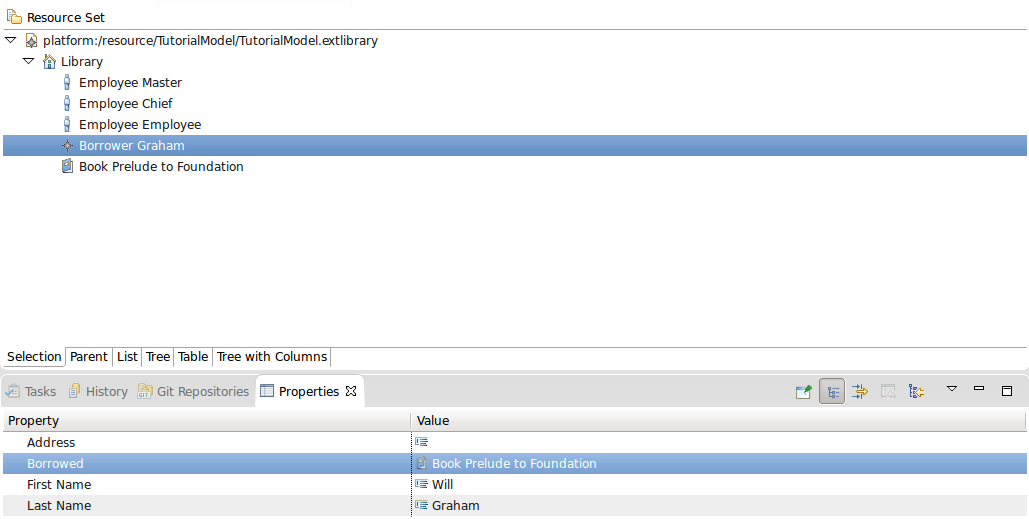 Resource Set
platform:/resource/TutorialModel/TutorialModel.extlibrary
Library
Employee Master
Employee Chief
Employee Employee
Borrower Graham
Book Prelude to Foundation
Selection Parent List Tree Table Tree with Columns
Tasks History Git Repositories Properties
Property Value
Address
Borrowed Book Prelude to Foundation
First Name Will
Last Name Graham